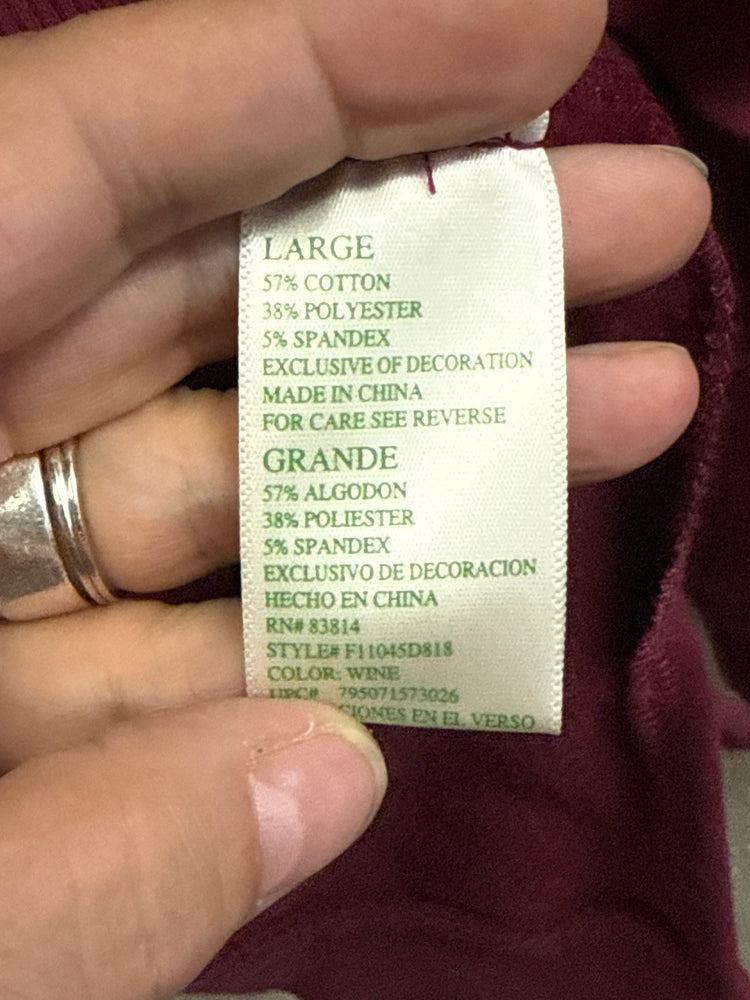 LARGE
57% COTTON
38% POLYESTER
5% SPANDEX
EXCLUSIVE OF DECORATION
MADE IN CHINA
FOR CARE SEE REVERSE
GRANDE
57% ALGODON
38% POLIESTER
5% SPANDEX
EXCLUSIVO DE DECORACION
HECHO EN CHINA
RN# 83814
STYLE# F11045D818
COLOR: WINE
UPC# 795071573026
CIONES EN EL VERSO